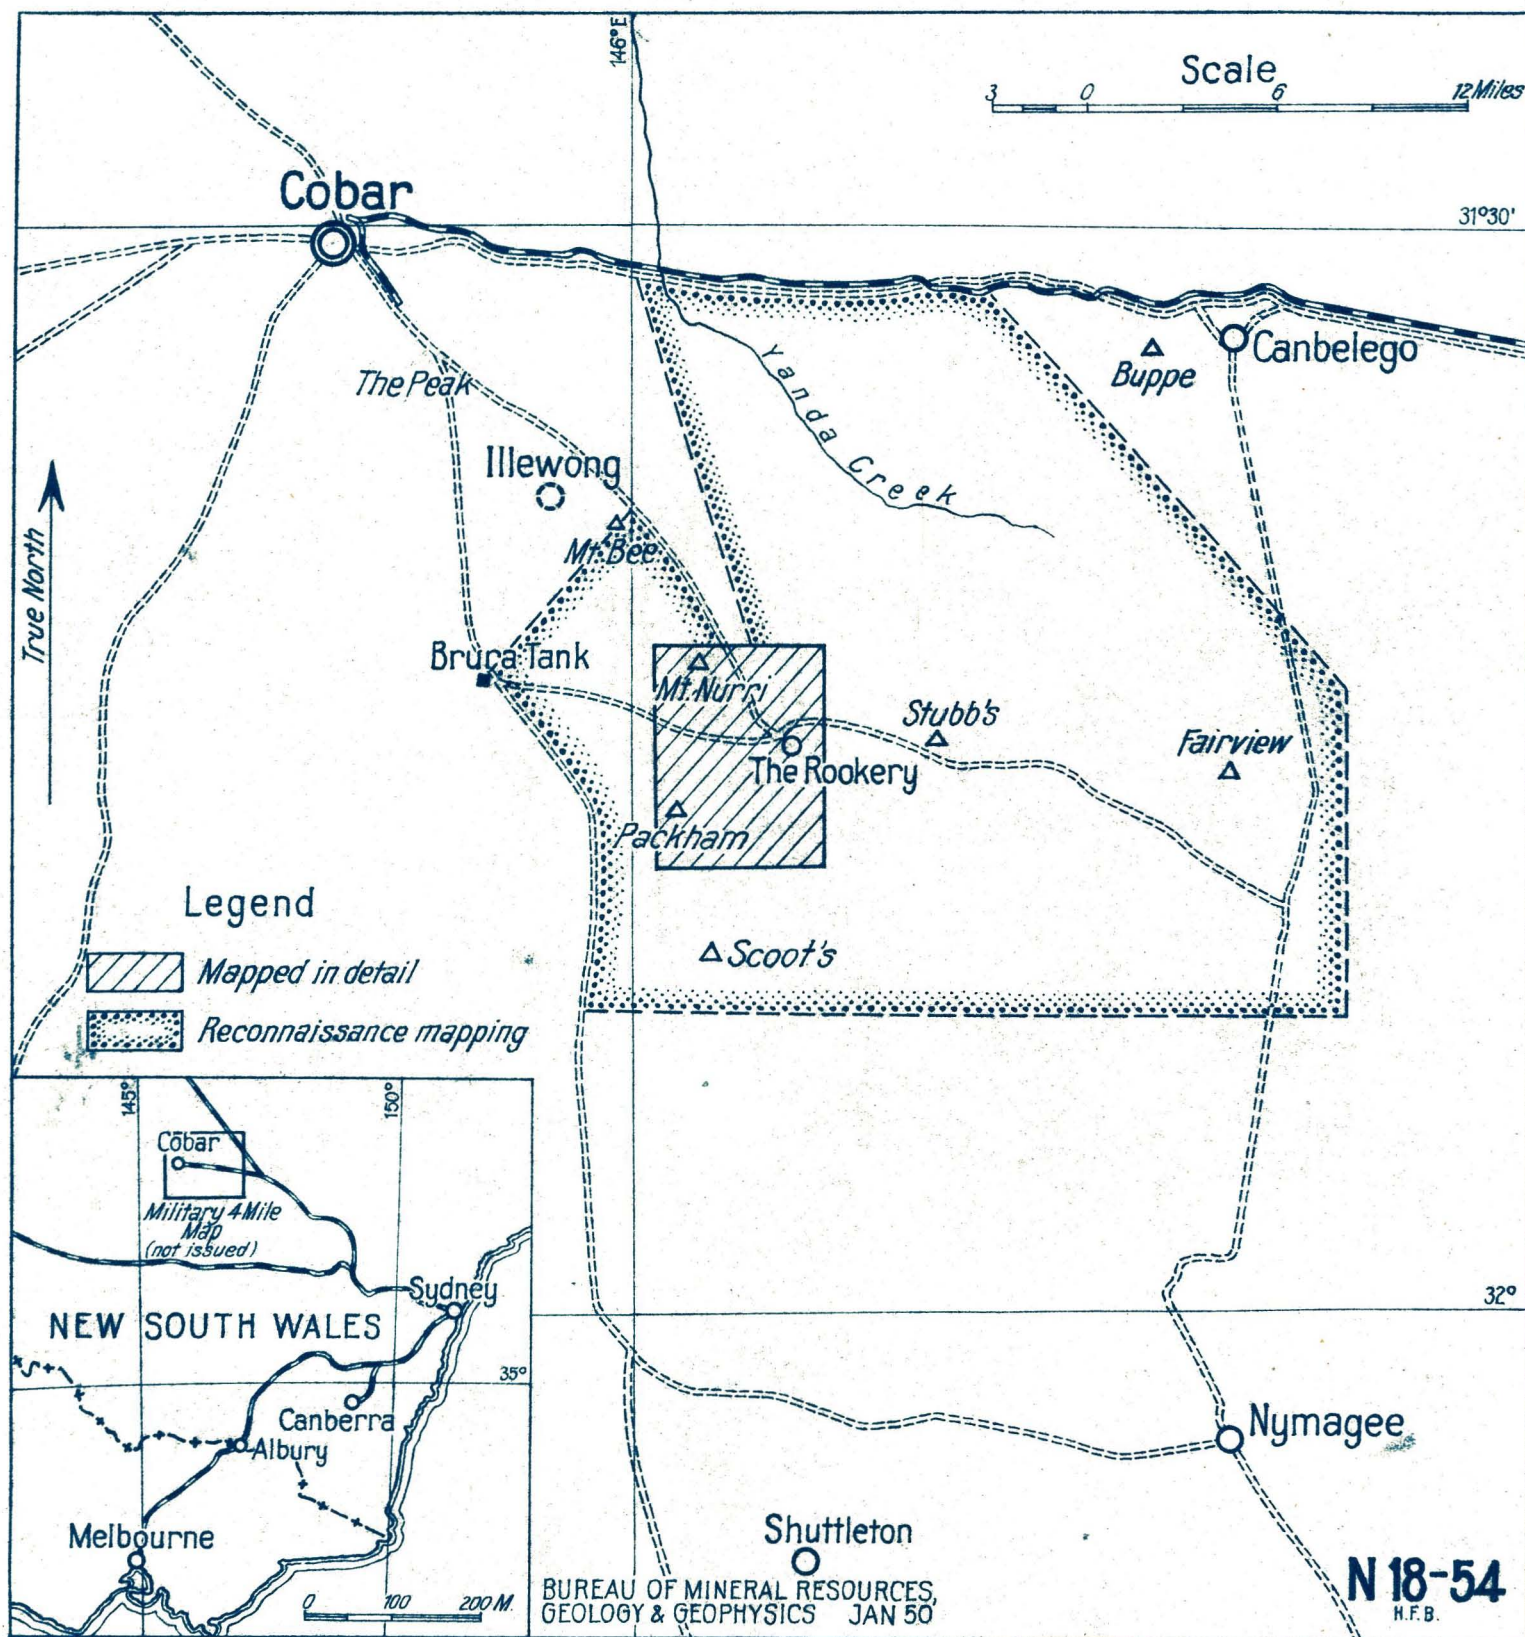 146°E
Scale
3 0 6 12 Miles
Cobar
31°30'
Canbelego
Buppe
The Peak
Yanda Creek
Illewong
Mt. Bee
True North
Brura Tank
Mt. Nurri
Stubb's
Fairview
The Rookery
Packham
Legend
Scoot's
Mapped in detail
Reconnaissance mapping
145°
150°
Cobar
Military 4 Mile
Map
(not issued)
Sydney
32°
NEW SOUTH WALES
35°
Canberra
Albury
Nymagee
Melbourne
Shuttleton
0 100 200 M.
BUREAU OF MINERAL RESOURCES,
GEOLOGY & GEOPHYSICS JAN 50
N 18-54
H.F.B.